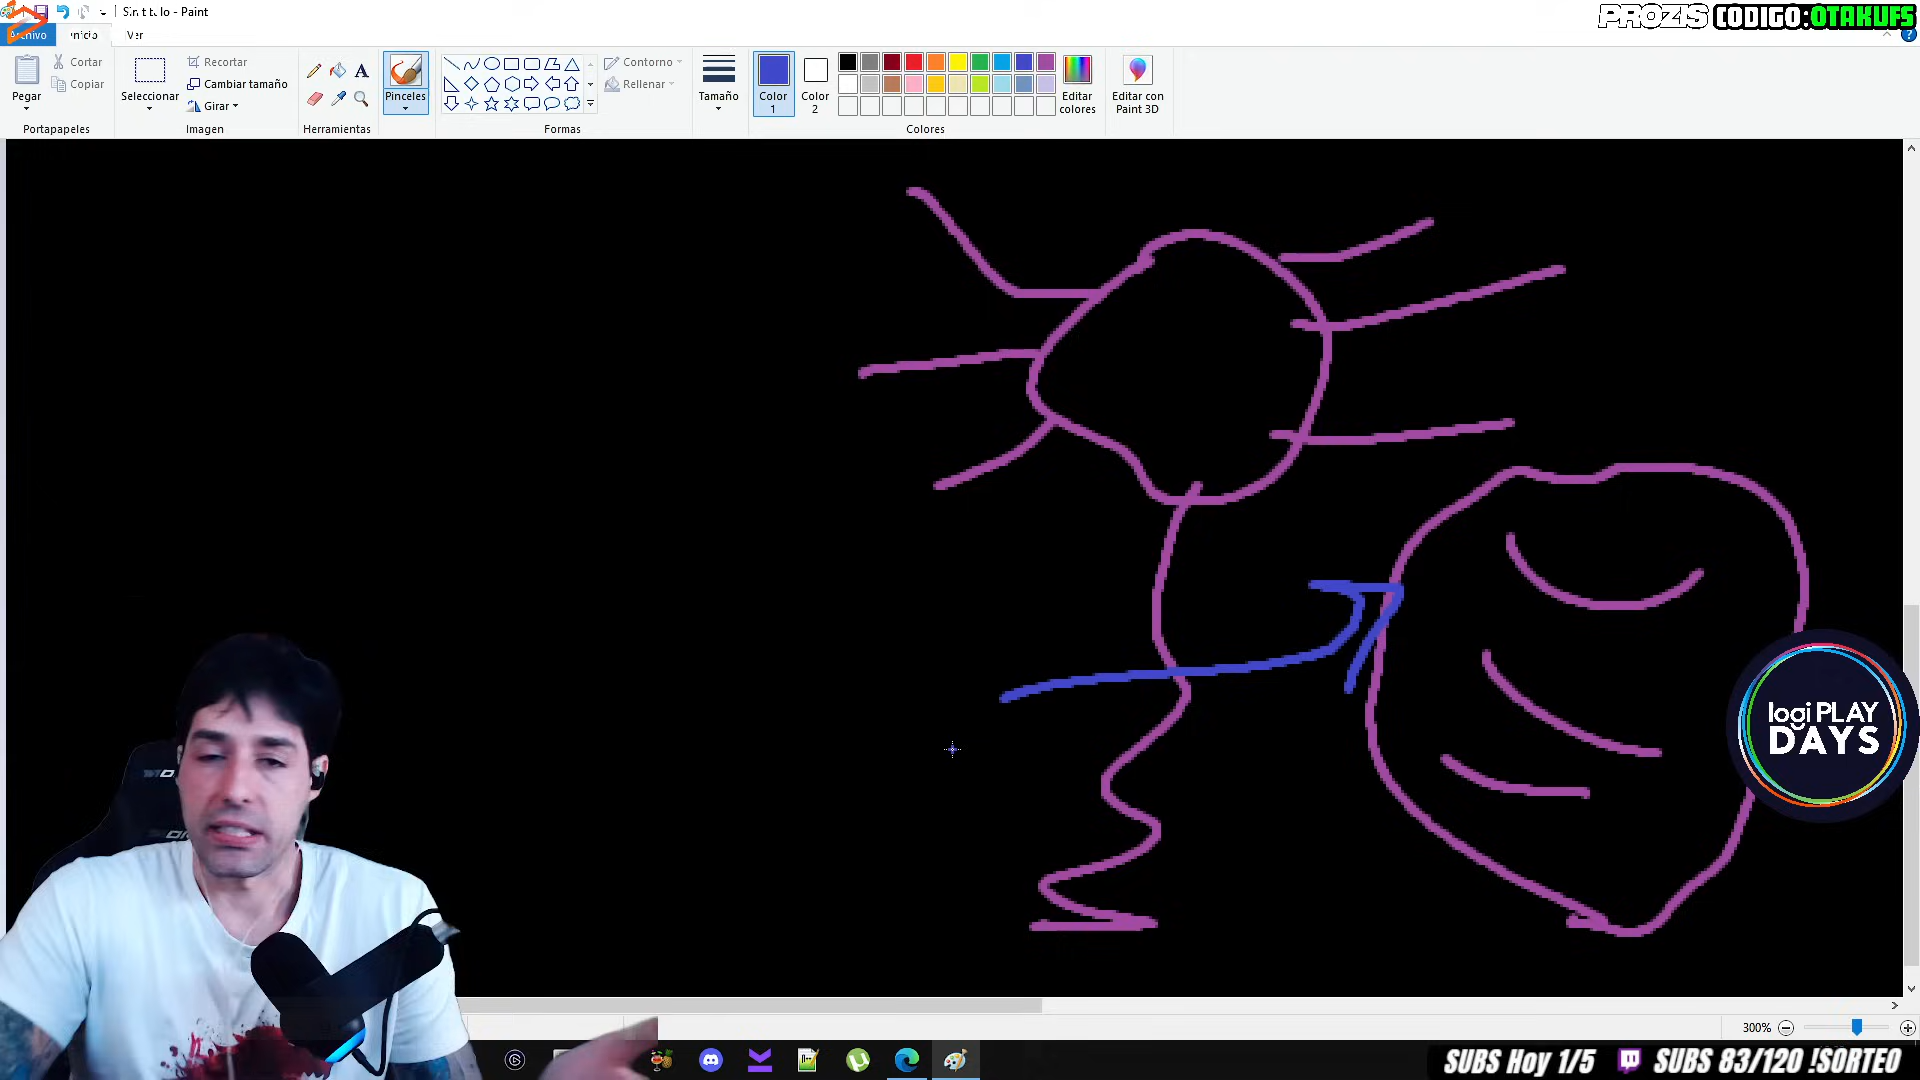 Sin título - Paint
PROZIS CODIGO:OTAKUFS
Archivo Inicio Ver
Pegar
Cortar
Copiar
Portapapeles
Seleccionar
Recortar
Cambiar tamaño
Girar
Imagen
Herramientas
Pinceles
Contorno
Rellenar
Formas
Tamaño
Color
1
Color
2
Editar
colores
Colores
Editar con
Paint 3D
logi PLAY
DAYS
300%
SUBS Hoy 1/5 SUBS 83/120 !SORTEO